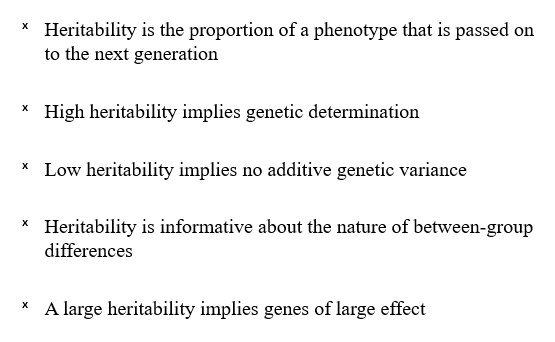 x Heritability is the proportion of a phenotype that is passed on
to the next generation
x High heritability implies genetic determination
x Low heritability implies no additive genetic variance
x Heritability is informative about the nature of between-group
differences
x A large heritability implies genes of large effect